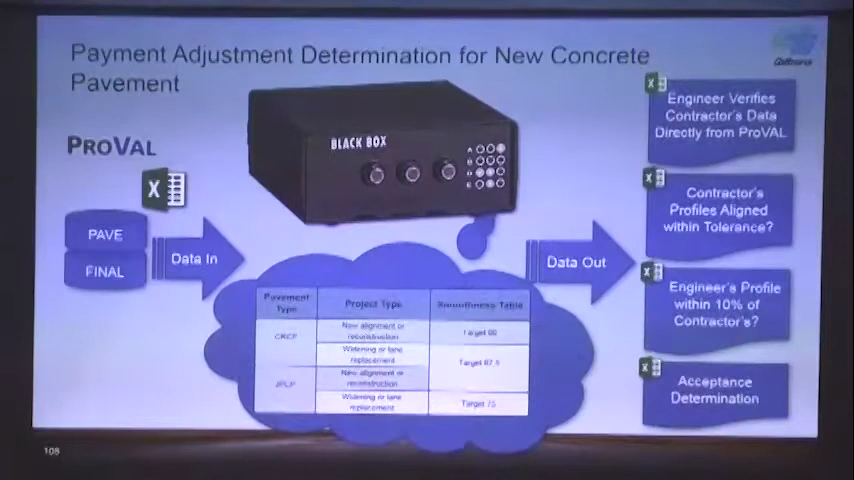 Payment Adjustment Determination for New Concrete
Pavement
Caltrans
PROVAL
BLACK BOX
PAVE
FINAL
Data In
Data Out
Pavement
Type
Project Type
Smoothness Table
CRCP
New alignment or
reconstruction
Target 60
Widening or lane
replacement
Target 67.5
JPCP
New alignment or
reconstruction
Widening or lane
replacement
Target 75
Engineer Verifies
Contractor's Data
Directly from ProVAL
Contractor's
Profiles Aligned
within Tolerance?
Engineer's Profile
within 10% of
Contractor's?
Acceptance
Determination
108